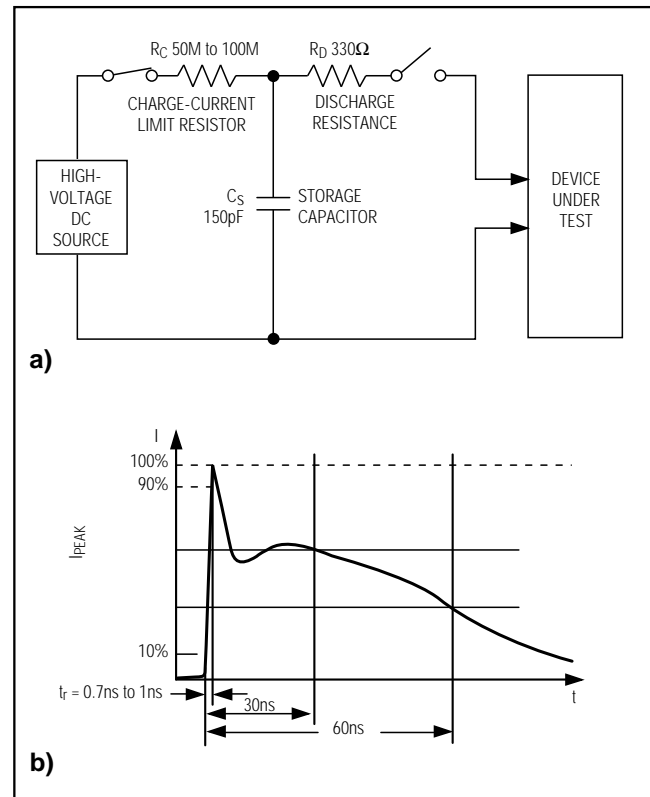 R_C 50M to 100M
R_D 330Ω
CHARGE-CURRENT
LIMIT RESISTOR
DISCHARGE
RESISTANCE
HIGH-
VOLTAGE
DC
SOURCE
C_S
150pF
STORAGE
CAPACITOR
DEVICE
UNDER
TEST
a)
I
100%
90%
I_PEAK
10%
t_r = 0.7ns to 1ns
t
30ns
60ns
b)